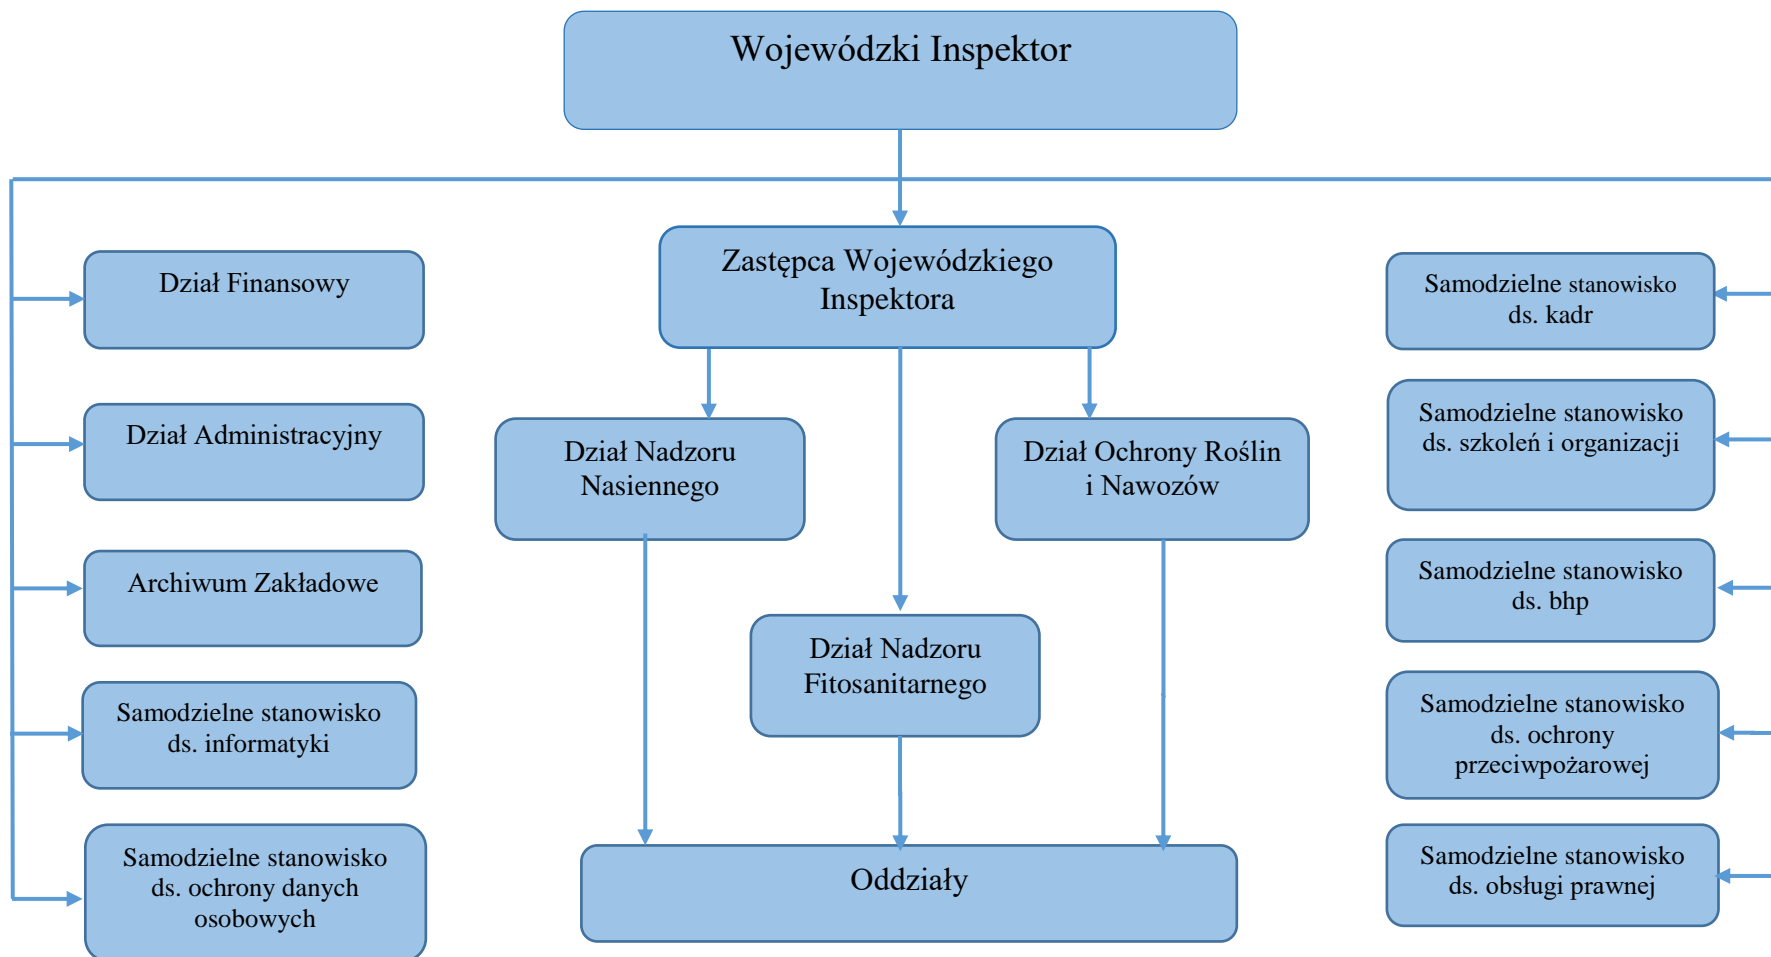 Wojewódzki Inspektor
Zastępca Wojewódzkiego
Inspektora
Dział Finansowy
Dział Administracyjny
Archiwum Zakładowe
Samodzielne stanowisko
ds. informatyki
Samodzielne stanowisko
ds. ochrony danych
osobowych
Dział Nadzoru
Nasiennego
Dział Ochrony Roślin
i Nawozów
Dział Nadzoru
Fitosanitarnego
Oddziały
Samodzielne stanowisko
ds. kadr
Samodzielne stanowisko
ds. szkoleń i organizacji
Samodzielne stanowisko
ds. bhp
Samodzielne stanowisko
ds. ochrony
przeciwpożarowej
Samodzielne stanowisko
ds. obsługi prawnej